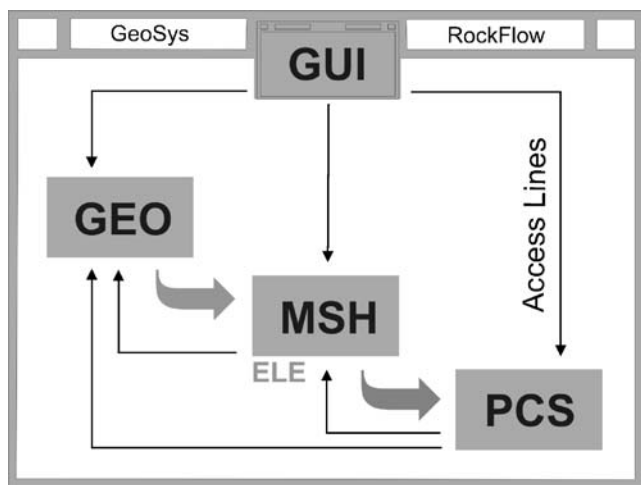 GeoSys
RockFlow
GUI
GEO
Access Lines
MSH
ELE
PCS